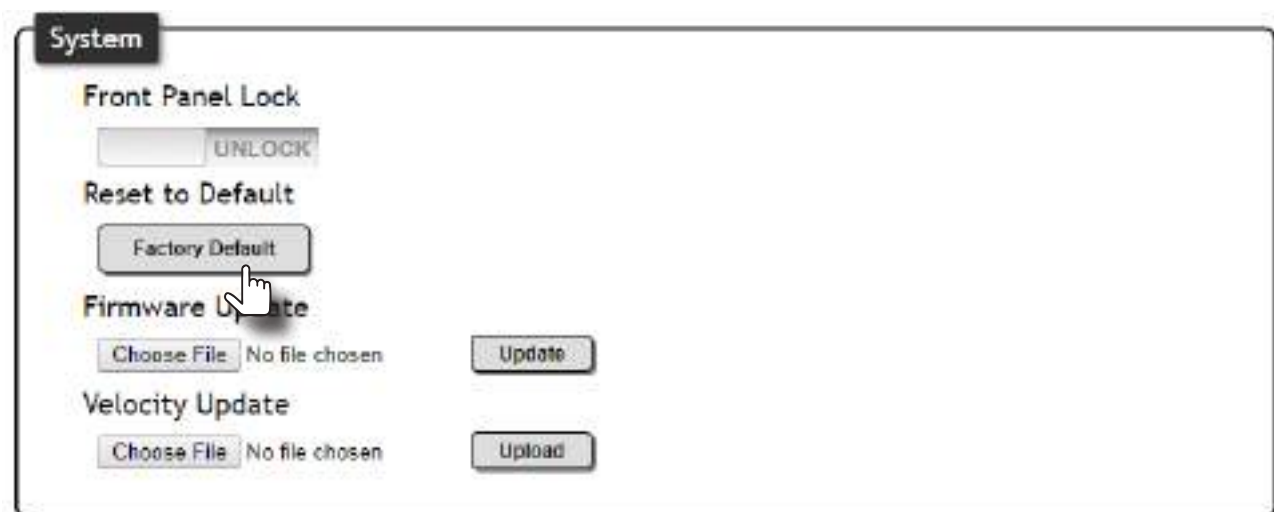 System
Front Panel Lock
UNLOCK
Reset to Default
Factory Default
Firmware Update
Choose File No file chosen Update
Velocity Update
Choose File No file chosen Upload